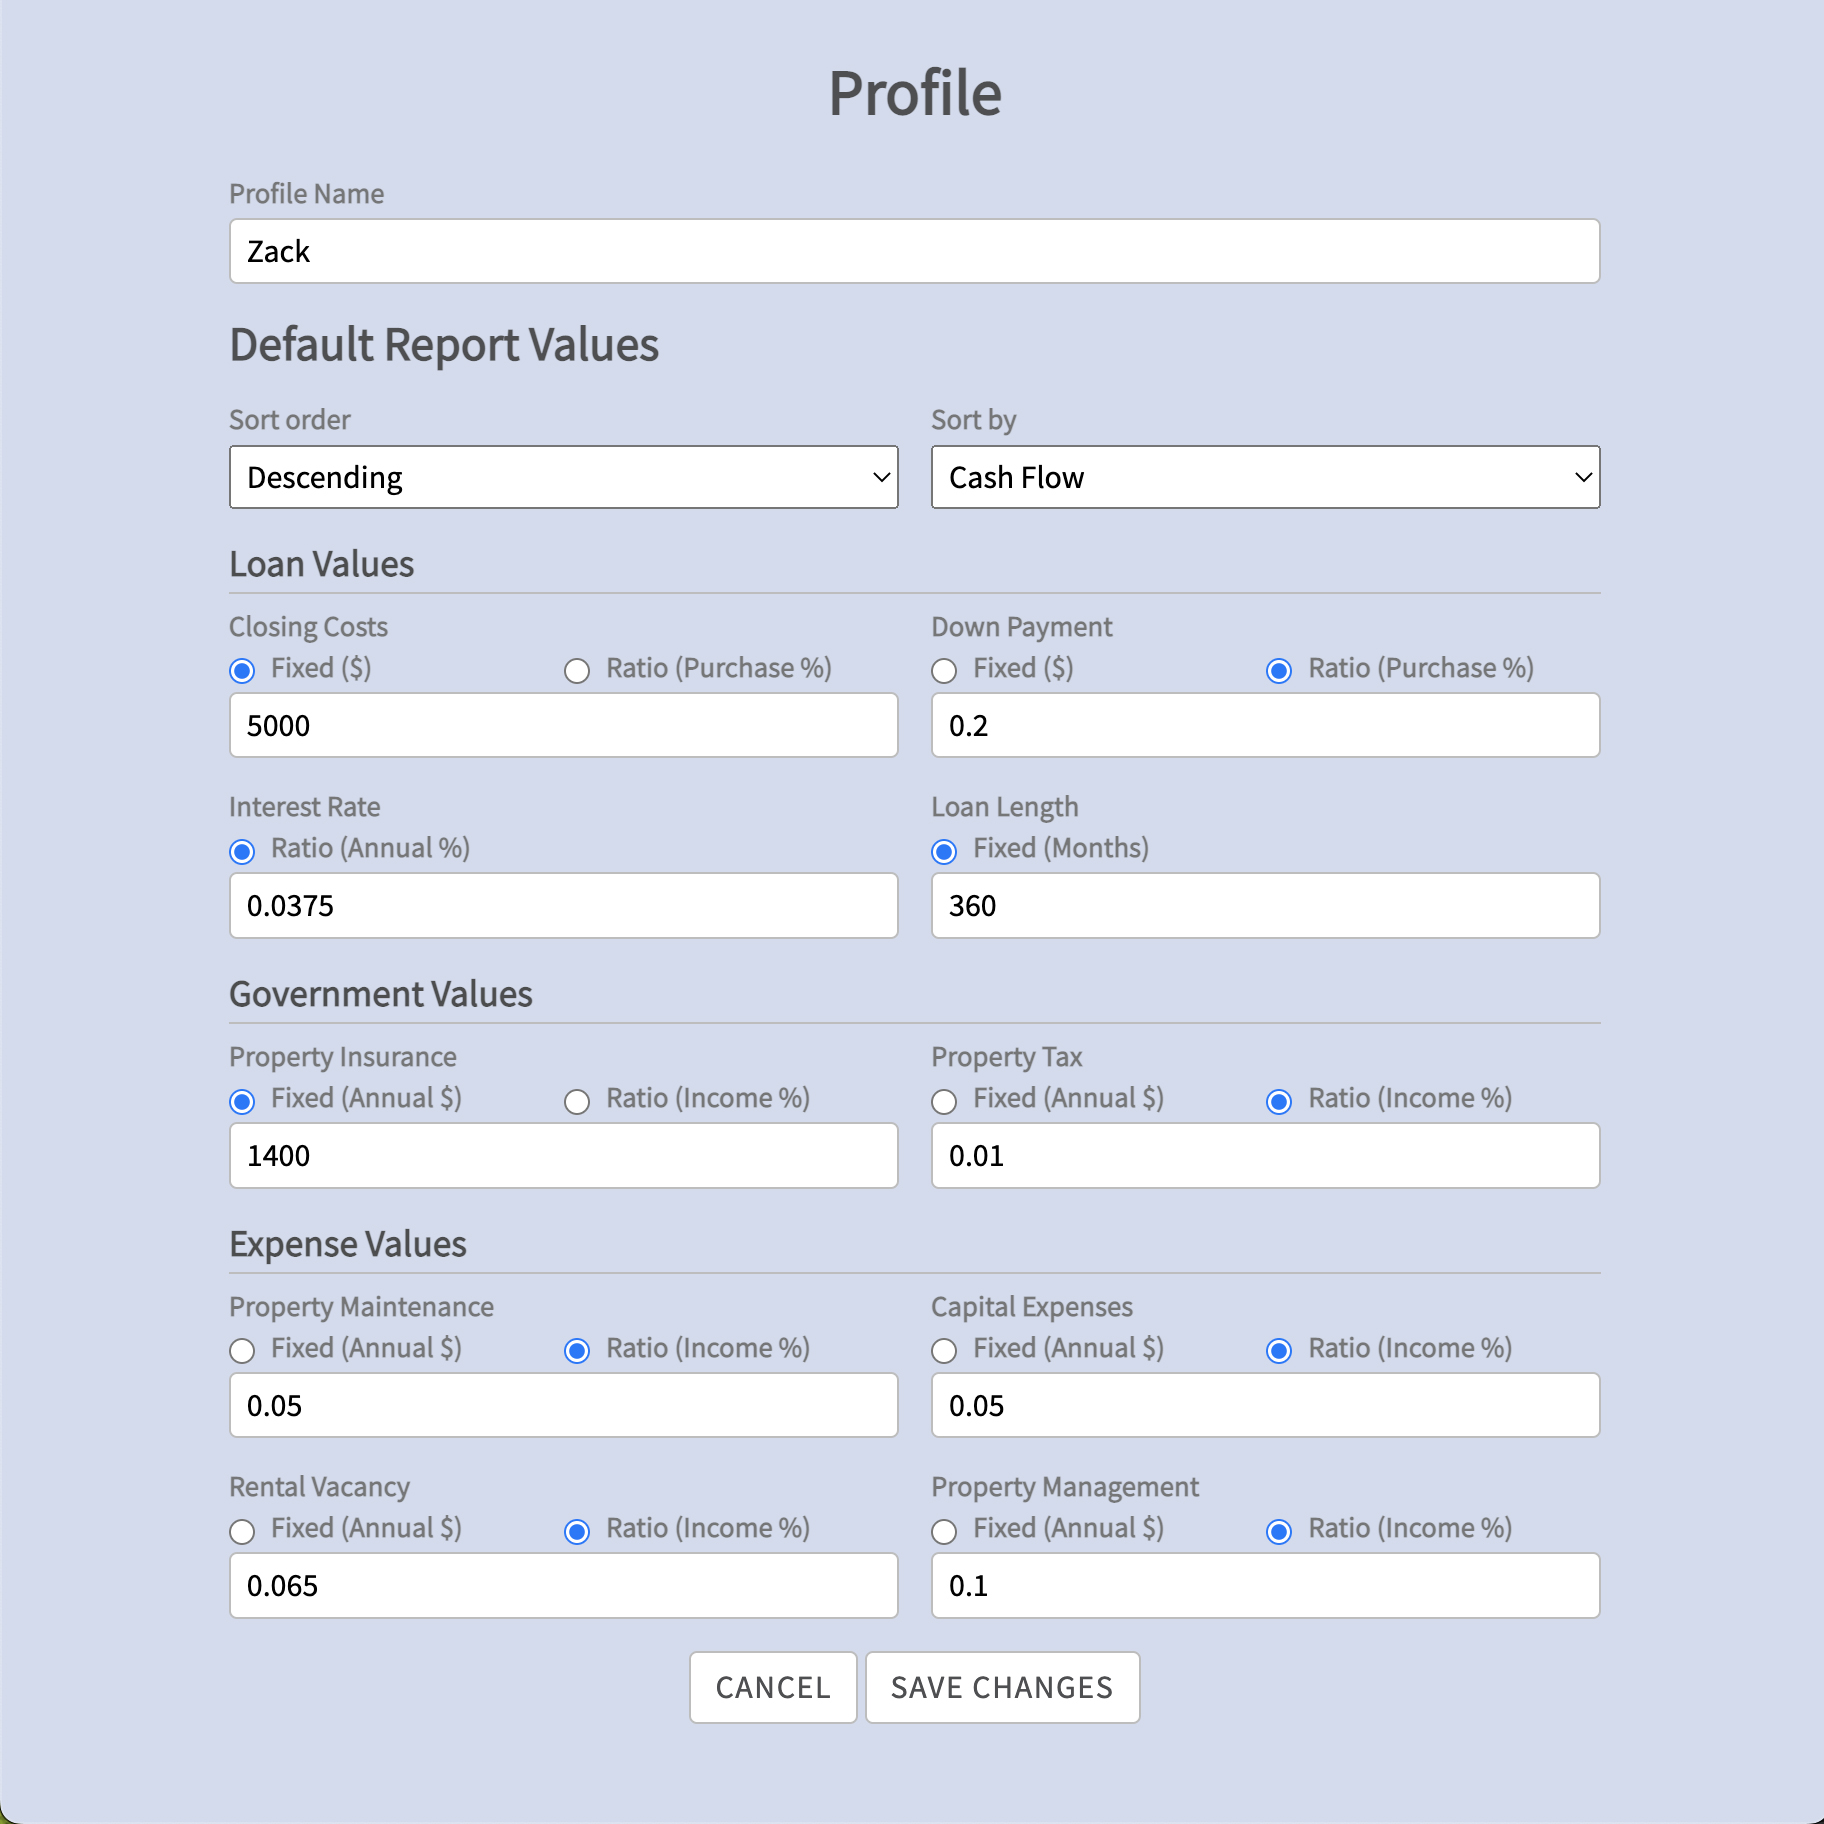 Profile
Profile Name
Zack
Default Report Values
Sort order Sort by
Descending Cash Flow
Loan Values
Closing Costs Down Payment
Fixed ($) Ratio (Purchase %) Fixed ($) Ratio (Purchase %)
5000 0.2
Interest Rate Loan Length
Ratio (Annual %) Fixed (Months)
0.0375 360
Government Values
Property Insurance Property Tax
Fixed (Annual $) Ratio (Income %) Fixed (Annual $) Ratio (Income %)
1400 0.01
Expense Values
Property Maintenance Capital Expenses
Fixed (Annual $) Ratio (Income %) Fixed (Annual $) Ratio (Income %)
0.05 0.05
Rental Vacancy Property Management
Fixed (Annual $) Ratio (Income %) Fixed (Annual $) Ratio (Income %)
0.065 0.1
CANCEL SAVE CHANGES